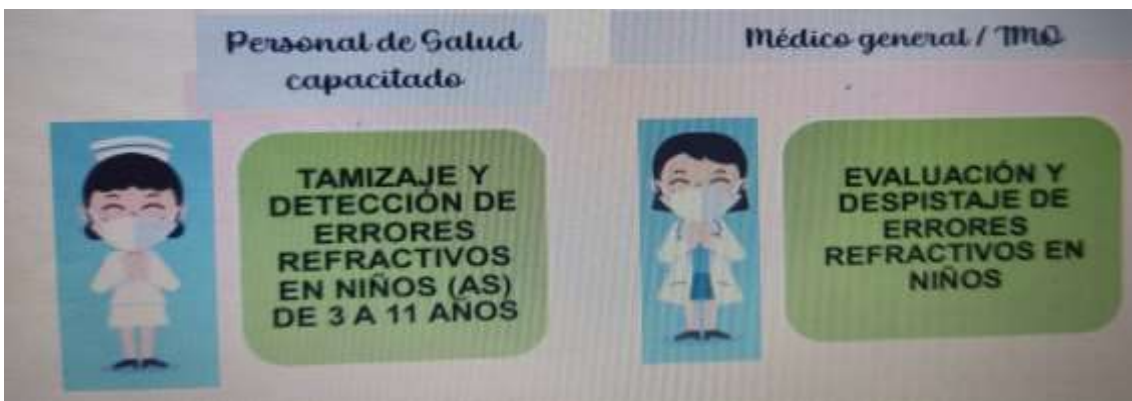 Personal de Salud
capacitado
Médico general / TMO
TAMIZAJE Y
DETECCIÓN DE
ERRORES
REFRACTIVOS
EN NIÑOS (AS)
DE 3 A 11 AÑOS
EVALUACIÓN Y
DESPISTAJE DE
ERRORES
REFRACTIVOS EN
NIÑOS